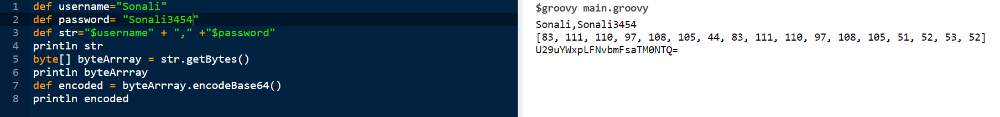 1 def username="Sonali"
2 def password= "Sonali3454"
3 def str="$username" + "," +"$password"
4 println str
5 byte[] byteArrray = str.getBytes()
6 println byteArrray
7 def encoded = byteArrray.encodeBase64()
8 println encoded
$groovy main.groovy
Sonali,Sonali3454
[83, 111, 110, 97, 108, 105, 44, 83, 111, 110, 97, 108, 105, 51, 52, 53, 52]
U29uYWxpLFNvbmFsaTM0NTQ=